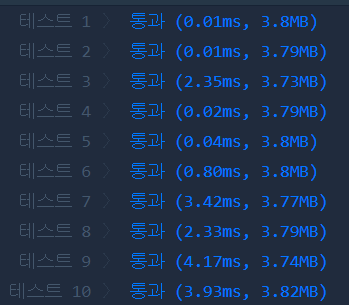 테스트 1 〉 통과 (0.01ms, 3.8MB)
테스트 2 〉 통과 (0.01ms, 3.79MB)
테스트 3 〉 통과 (2.35ms, 3.73MB)
테스트 4 〉 통과 (0.02ms, 3.79MB)
테스트 5 〉 통과 (0.04ms, 3.8MB)
테스트 6 〉 통과 (0.80ms, 3.8MB)
테스트 7 〉 통과 (3.42ms, 3.77MB)
테스트 8 〉 통과 (2.33ms, 3.79MB)
테스트 9 〉 통과 (4.17ms, 3.74MB)
테스트 10 〉 통과 (3.93ms, 3.82MB)